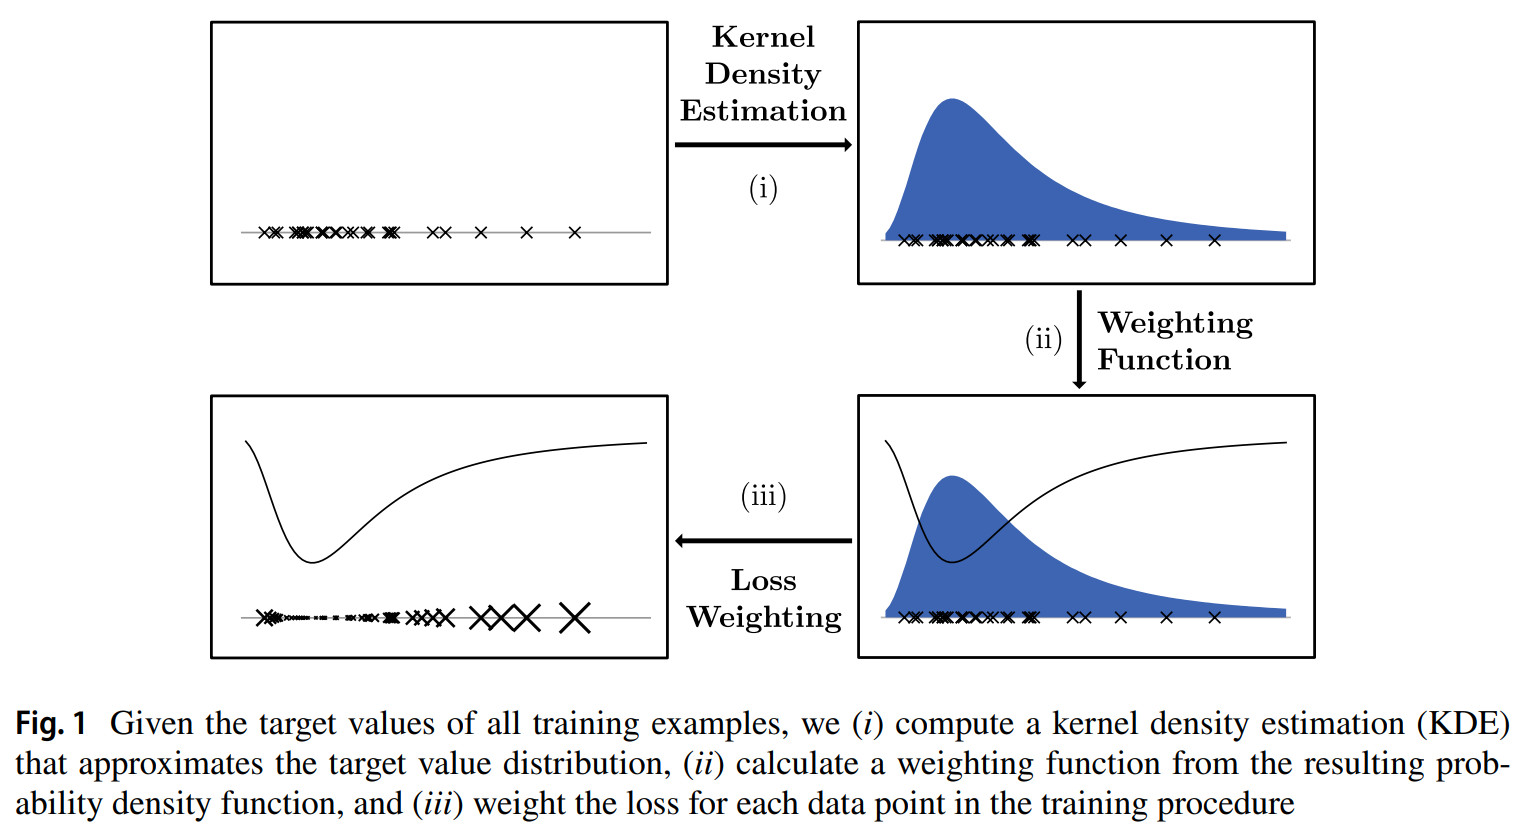 Kernel
Density
Estimation
(i)
(ii)
Weighting
Function
(iii)
Loss
Weighting
Fig. 1 Given the target values of all training examples, we (i) compute a kernel density estimation (KDE)
that approximates the target value distribution, (ii) calculate a weighting function from the resulting prob-
ability density function, and (iii) weight the loss for each data point in the training procedure